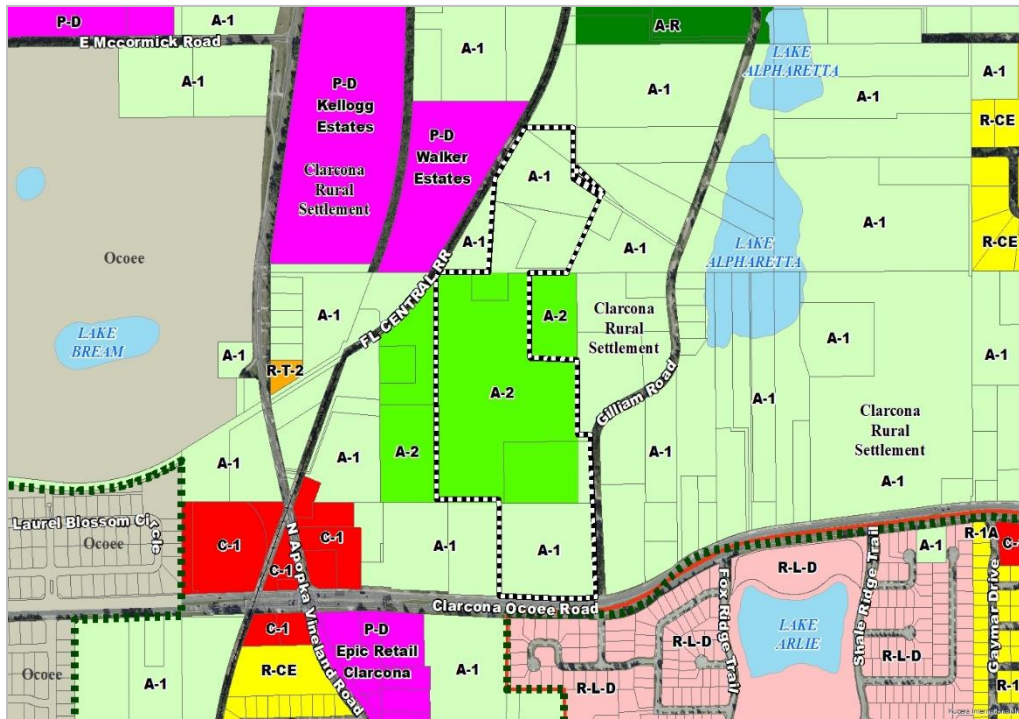 P-D
A-1
E Mccormick Road
A-1
P-D
Kellogg
Estates
Clarcona
Rural
Settlement
A-1
P-D
Walker
Estates
A-R
LAKE
ALPHARETTA
A-1
A-1
A-1
R-CE
A-1
A-1
R-CE
Ocoee
FL CENTRAL RR
A-1
A-1
LAKE
ALPHARETTA
LAKE
BREAM
A-1
R-T-2
A-1
A-2
A-2
A-2
Clarcona
Rural
Settlement
Gilliam Road
A-1
A-1
Clarcona
Rural
Settlement
A-1
A-1
A-1
A-1
Laurel Blossom Circle
Ocoee
C-1
C-1
C-1
N Apopka Vineland Road
A-1
A-1
Clarcona Ocoee Road
R-L-D
Fox Ridge Trail
Shale Ridge Trail
A-1
R-1A
C-1
Gaymar Drive
LAKE
ARLIE
R-L-D
R-L-D
R-L-D
R-1
Ocoee
A-1
C-1
R-CE
P-D
Epic Retail
Clarcona
A-1